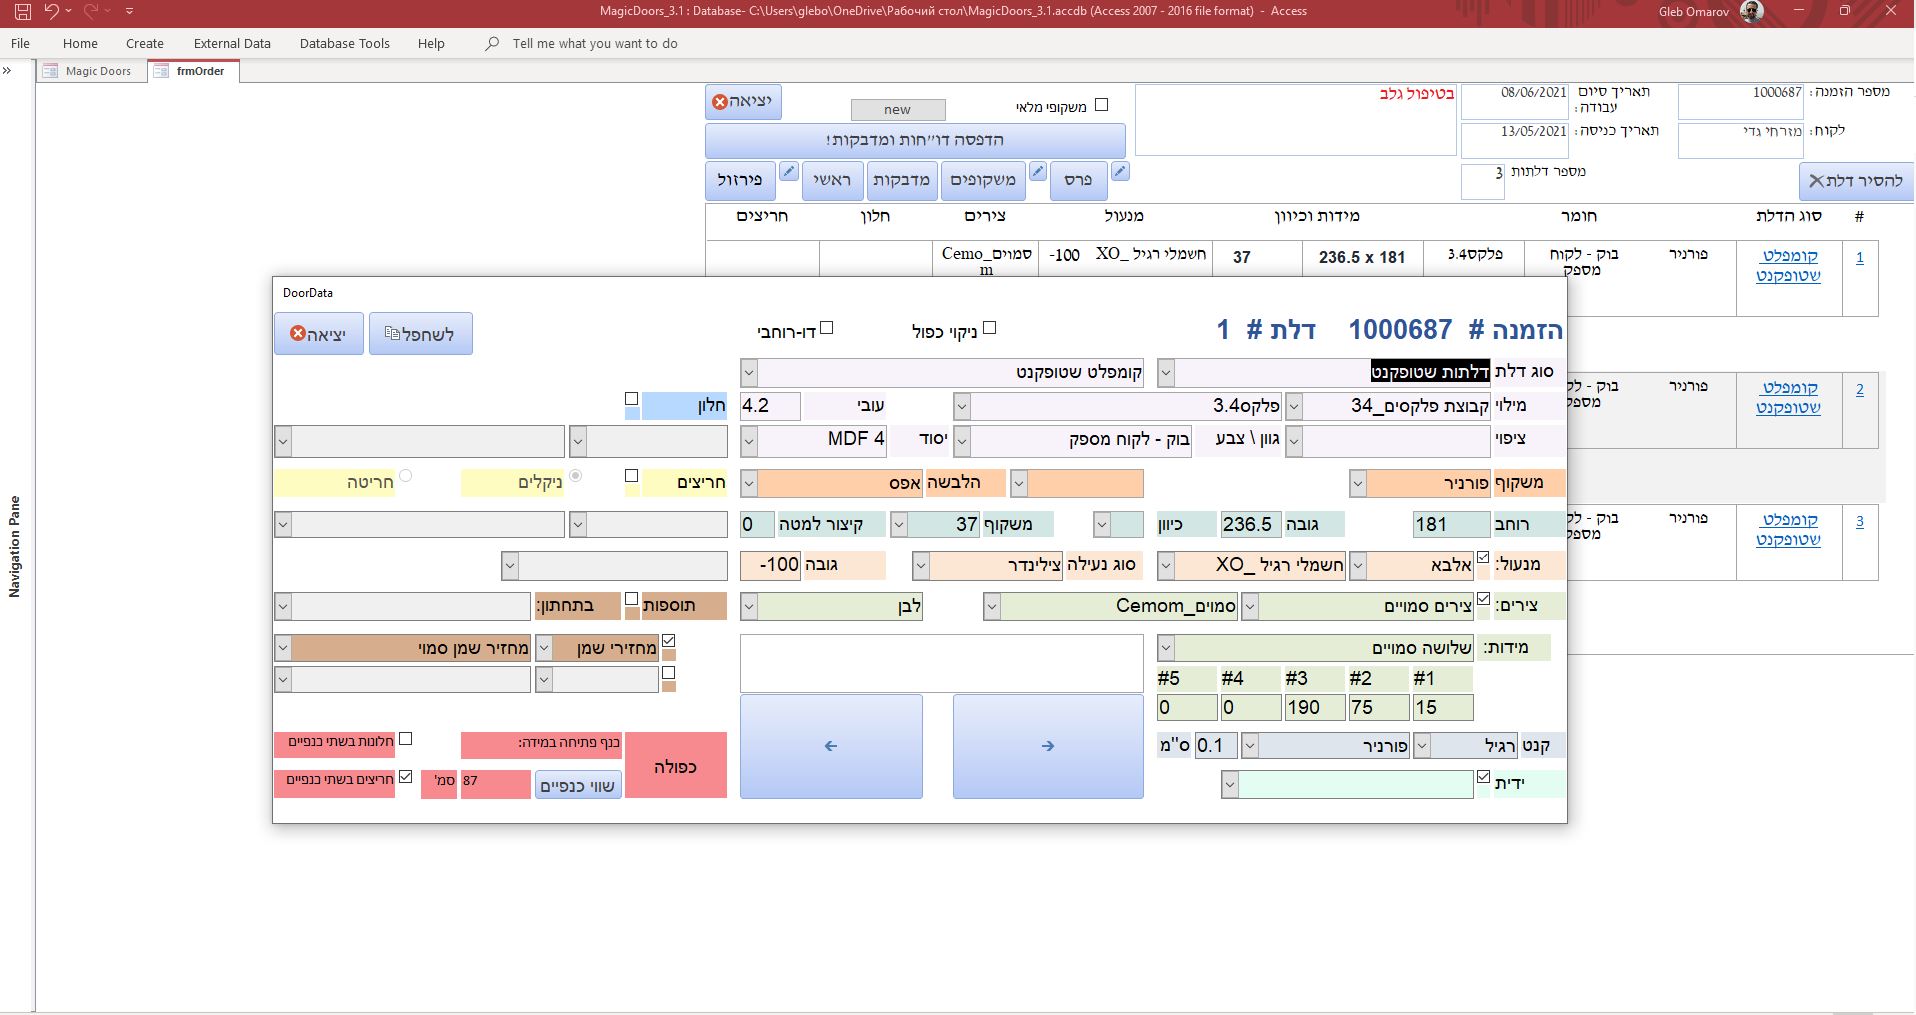 MagicDoors_3.1 : Database- C:\Users\glebo\OneDrive\Рабочий стол\MagicDoors_3.1.accdb (Access 2007 - 2016 file format) - Access
Gleb Omarov
File Home Create External Data Database Tools Help Tell me what you want to do
Magic Doors frmOrder
Navigation Pane
מספר הזמנה: 1000687
תאריך סיום עבודה: 08/06/2021
בטיפול גלב
משקופי מלאי
new
יציאה
לקוח: מזרחי גדי
תאריך כניסה: 13/05/2021
הדפסה דו"חות ומדבקות!
להסיר דלת
מספר דלתות 3
פרס משקופים מדבקות ראשי פירזול
# סוג הדלת חומר מידות וכיוון מנעול צירים חלון חריצים
1 קומפלט שטופקנט פורניר בוק - לקוח מספק פלקס3.4 236.5 x 181 37 חשמלי רגיל _XO -100 סמוים_Cemom
2 קומפלט שטופקנט פורניר
3 קומפלט שטופקנט פורניר
DoorData
הזמנה # 1000687 דלת # 1
ניקוי כפול
דו-רוחבי
לשחפל
יציאה
סוג דלת דלתות שטופקנט קומפלט שטופקנט
מילוי קבוצת פלקסים_34 פלקס3.4 עובי 4.2 חלון
ציפוי גוון \ צבע בוק - לקוח מספק יסוד MDF 4
משקוף פורניר הלבשה אפס חריצים ניקלים חריטה
רוחב 181 גובה 236.5 כיוון משקוף 37 קיצור למטה 0
מנעול: אלבא חשמלי רגיל _XO סוג נעילה צילינדר גובה -100
צירים: צירים סמויים סמוים_Cemom לבן תוספות בתחתון:
מידות: שלושה סמויים מחזירי שמן מחזיר שמן סמוי
#1 #2 #3 #4 #5
15 75 190 0 0
קנט רגיל פורניר 0.1 ס"מ
ידית
כפולה כנף פתיחה במידה: חלונות בשתי כנפיים
שווי כנפיים 87 סמ' חריצים בשתי כנפיים